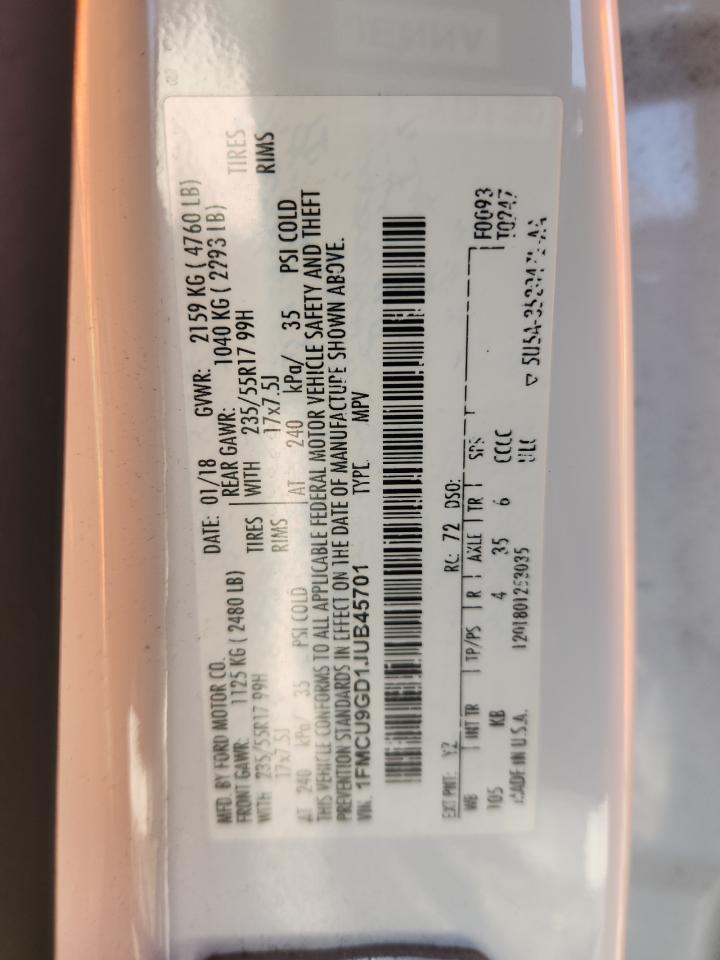 MFD. BY FORD MOTOR CO.
DATE: 01/18 GVWR: 2159 KG ( 4760 LB)
FRONT GAWR: 1125 KG ( 2480 LB) REAR GAWR: 1040 KG ( 2293 LB)
WITH 235/55R17 99H TIRES WITH 235/55R17 99H TIRES
17x7.5J RIMS 17x7.5J RIMS
AT 240 kPa/ 35 PSI COLD AT 240 kPa/ 35 PSI COLD
THIS VEHICLE CONFORMS TO ALL APPLICABLE FEDERAL MOTOR VEHICLE SAFETY AND THEFT
PREVENTION STANDARDS IN EFFECT ON THE DATE OF MANUFACTURE SHOWN ABOVE.
VIN: 1FMCU9GD1JUB45701 TYPE: MPV
EXT PNT: YZ RC: 72 DSO: F0G93
WB INT TR TP/PS R AXLE TR SPS T0247
105 KB 4 35 6 CCCC
MADE IN U.S.A. ULC
JENNA